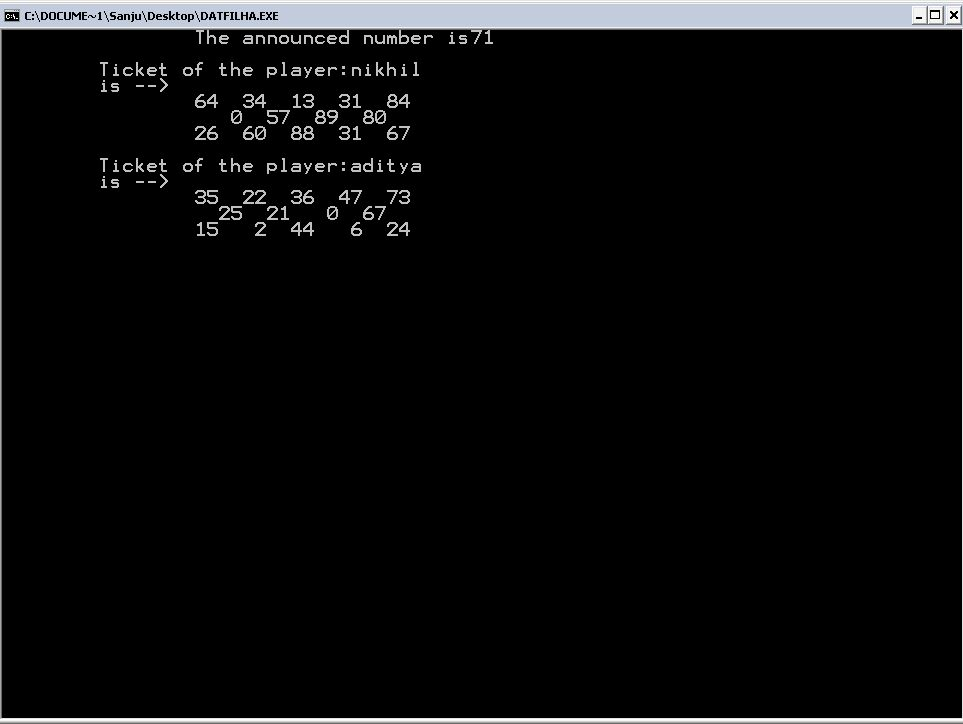 C:\DOCUME~1\Sanju\Desktop\DATFILHA.EXE
The announced number is71
Ticket of the player:nikhil
is -->
64 34 13 31 84
0 57 89 80
26 60 88 31 67
Ticket of the player:aditya
is -->
35 22 36 47 73
25 21 0 67
15 2 44 6 24